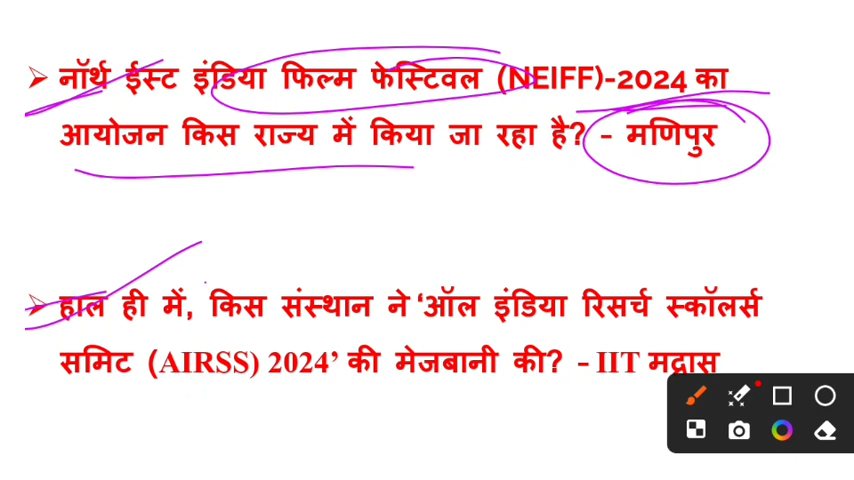 ➢ नॉर्थ ईस्ट इंडिया फिल्म फेस्टिवल (NEIFF)-2024 का
आयोजन किस राज्य में किया जा रहा है? - मणिपुर
➢ हाल ही में, किस संस्थान ने ‘ऑल इंडिया रिसर्च स्कॉलर्स
समिट (AIRSS) 2024’ की मेजबानी की? - IIT मद्रास